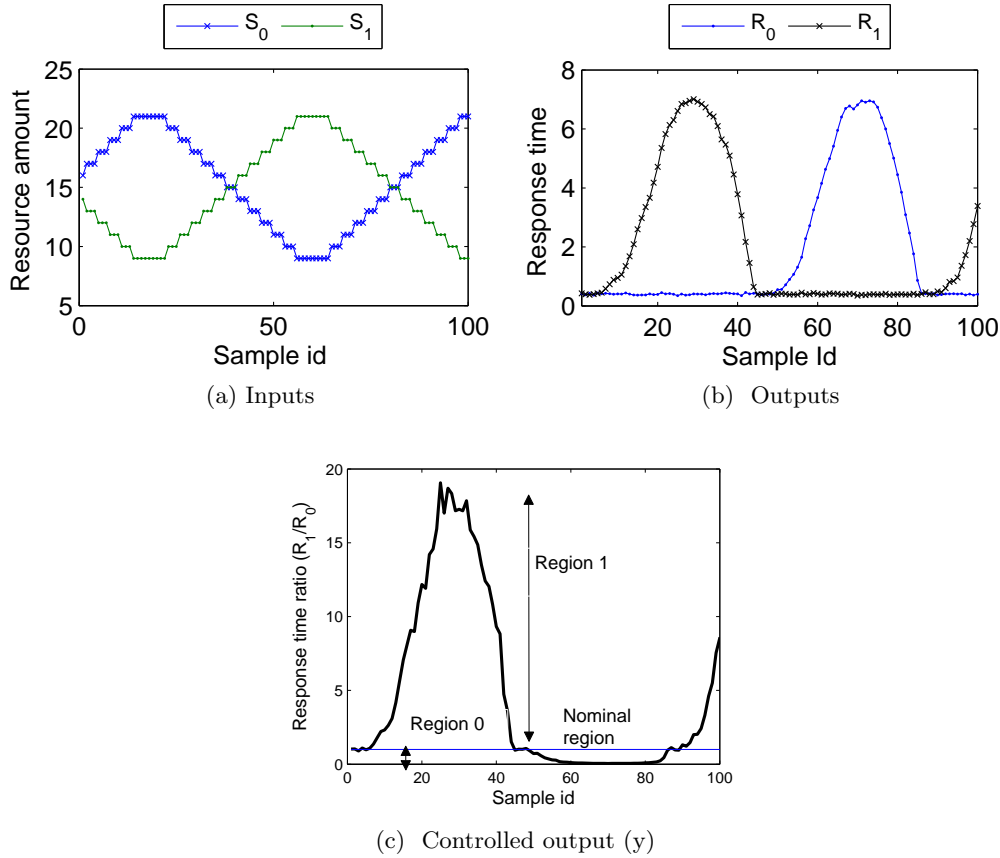 S0 S1
25
20
15
10
5
0 50 100
Resource amount
Sample id
(a) Inputs
R0 R1
8
6
4
2
0
20 40 60 80 100
Response time
Sample Id
(b) Outputs
20
15
10
5
0
0 20 40 60 80 100
Response time ratio (R1/R0)
Region 1
Region 0
Nominal
region
Sample id
(c) Controlled output (y)